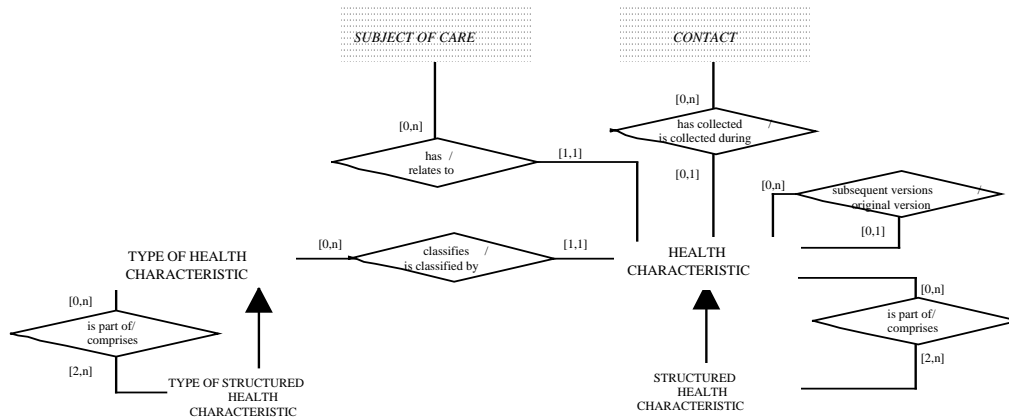 SUBJECT OF CARE
CONTACT
[0,n]
has collected /
is collected during
[0,n]
has /
relates to
[1,1]
[0,1]
[0,n]
subsequent versions /
original version
[0,1]
TYPE OF HEALTH
CHARACTERISTIC
[0,n]
classifies /
is classified by
[1,1]
HEALTH
CHARACTERISTIC
[0,n]
is part of/
comprises
[2,n]
[0,n]
is part of/
comprises
[2,n]
TYPE OF STRUCTURED
HEALTH
CHARACTERISTIC
STRUCTURED
HEALTH
CHARACTERISTIC